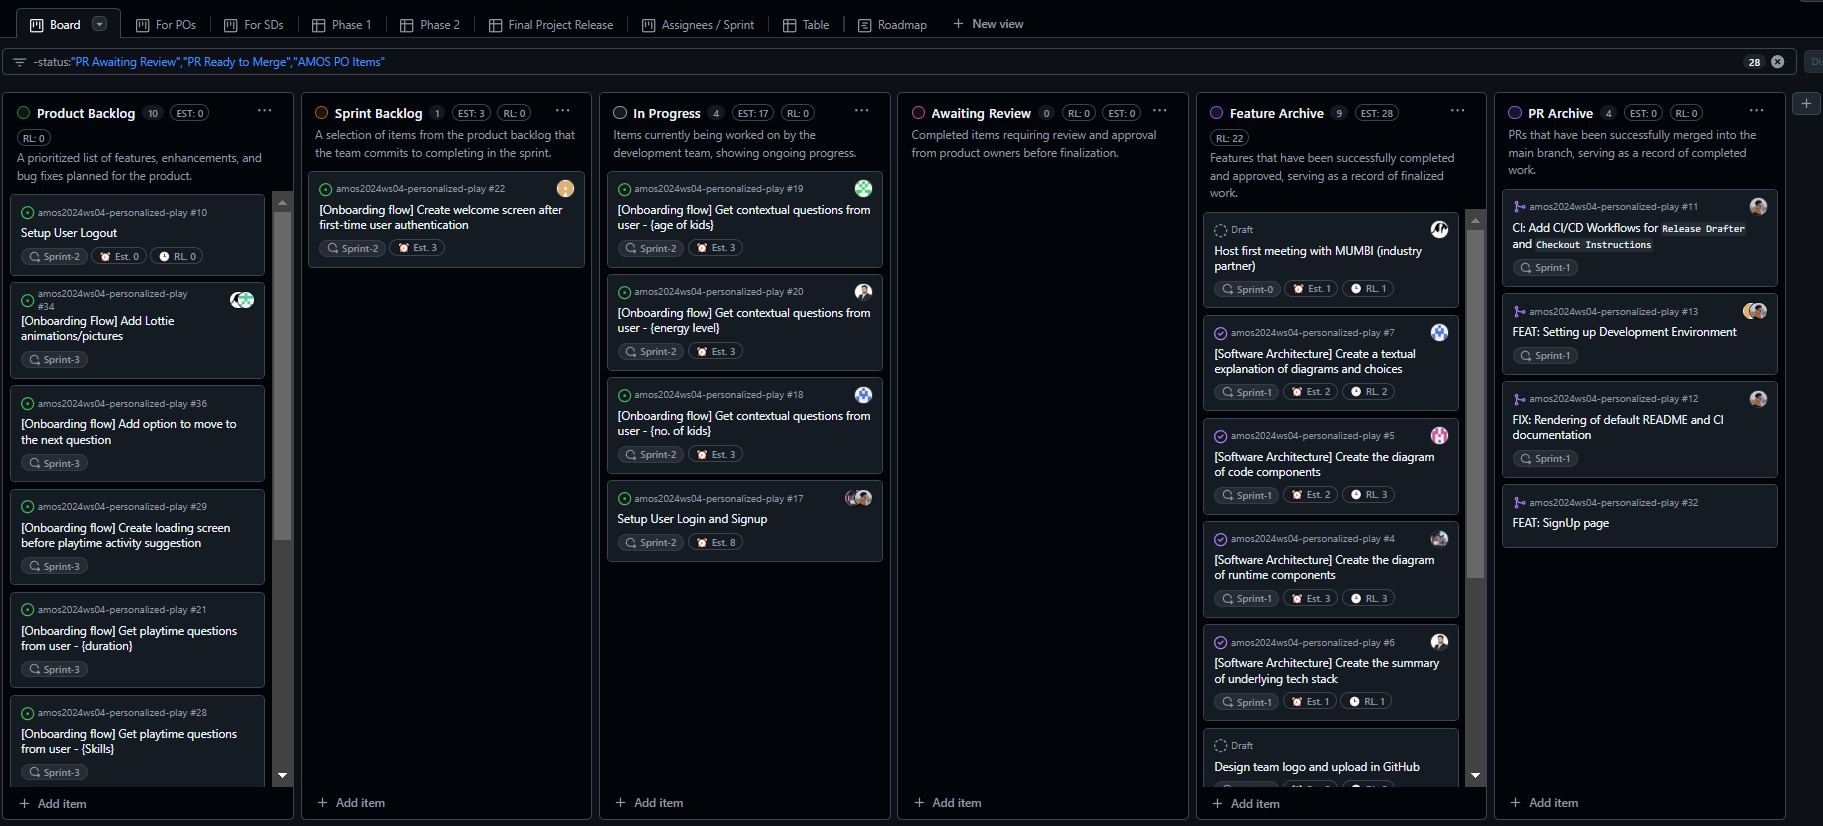 Board
For POs
For SDs
Phase 1
Phase 2
Final Project Release
Assignees / Sprint
Table
Roadmap
New view
-status:"PR Awaiting Review","PR Ready to Merge","AMOS PO Items"
28
Product Backlog 10 EST: 0
RL: 0
A prioritized list of features, enhancements, and
bug fixes planned for the product.
amos2024ws04-personalized-play #10
Setup User Logout
Sprint-2 Est. 0 RL. 0
amos2024ws04-personalized-play
#34
[Onboarding Flow] Add Lottie
animations/pictures
Sprint-3
amos2024ws04-personalized-play #36
[Onboarding flow] Add option to move to
the next question
Sprint-3
amos2024ws04-personalized-play #29
[Onboarding flow] Create loading screen
before playtime activity suggestion
Sprint-3
amos2024ws04-personalized-play #21
[Onboarding flow] Get playtime questions
from user - {duration}
Sprint-3
amos2024ws04-personalized-play #28
[Onboarding flow] Get playtime questions
from user - {Skills}
Sprint-3
Add item
Sprint Backlog 1 EST: 3 RL: 0
A selection of items from the product backlog that
the team commits to completing in the sprint.
amos2024ws04-personalized-play #22
[Onboarding flow] Create welcome screen after
first-time user authentication
Sprint-2 Est. 3
Add item
In Progress 4 EST: 17 RL: 0
Items currently being worked on by the
development team, showing ongoing progress.
amos2024ws04-personalized-play #19
[Onboarding flow] Get contextual questions from
user - {age of kids}
Sprint-2 Est. 3
amos2024ws04-personalized-play #20
[Onboarding flow] Get contextual questions from
user - {energy level}
Sprint-2 Est. 3
amos2024ws04-personalized-play #18
[Onboarding flow] Get contextual questions from
user - {no. of kids}
Sprint-2 Est. 3
amos2024ws04-personalized-play #17
Setup User Login and Signup
Sprint-2 Est. 8
Add item
Awaiting Review 0 RL: 0 EST: 0
Completed items requiring review and approval
from product owners before finalization.
Add item
Feature Archive 9 EST: 28
RL: 22
Features that have been successfully completed
and approved, serving as a record of finalized
work.
Draft
Host first meeting with MUMBI (industry
partner)
Sprint-0 Est. 1 RL. 1
amos2024ws04-personalized-play #7
[Software Architecture] Create a textual
explanation of diagrams and choices
Sprint-1 Est. 2 RL. 2
amos2024ws04-personalized-play #5
[Software Architecture] Create the diagram
of code components
Sprint-1 Est. 2 RL. 3
amos2024ws04-personalized-play #4
[Software Architecture] Create the diagram
of runtime components
Sprint-1 Est. 3 RL. 3
amos2024ws04-personalized-play #6
[Software Architecture] Create the summary
of underlying tech stack
Sprint-1 Est. 1 RL. 1
Draft
Design team logo and upload in GitHub
Add item
PR Archive 4 EST: 0 RL: 0
PRs that have been successfully merged into the
main branch, serving as a record of completed
work.
amos2024ws04-personalized-play #11
CI: Add CI/CD Workflows for Release Drafter
and Checkout Instructions
Sprint-1
amos2024ws04-personalized-play #13
FEAT: Setting up Development Environment
Sprint-1
amos2024ws04-personalized-play #12
FIX: Rendering of default README and CI
documentation
Sprint-1
amos2024ws04-personalized-play #32
FEAT: SignUp page
Add item